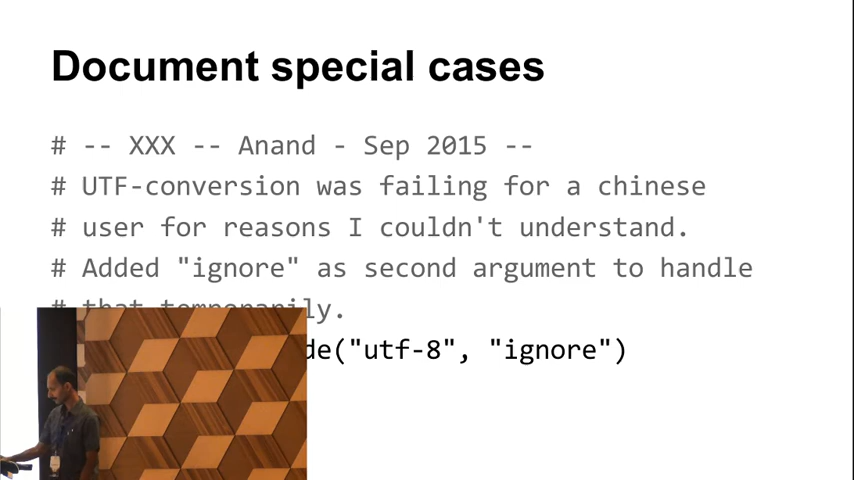 Document special cases
# -- XXX -- Anand - Sep 2015 --
# UTF-conversion was failing for a chinese
# user for reasons I couldn't understand.
# Added "ignore" as second argument to handle
# that temporarily.
de("utf-8", "ignore")